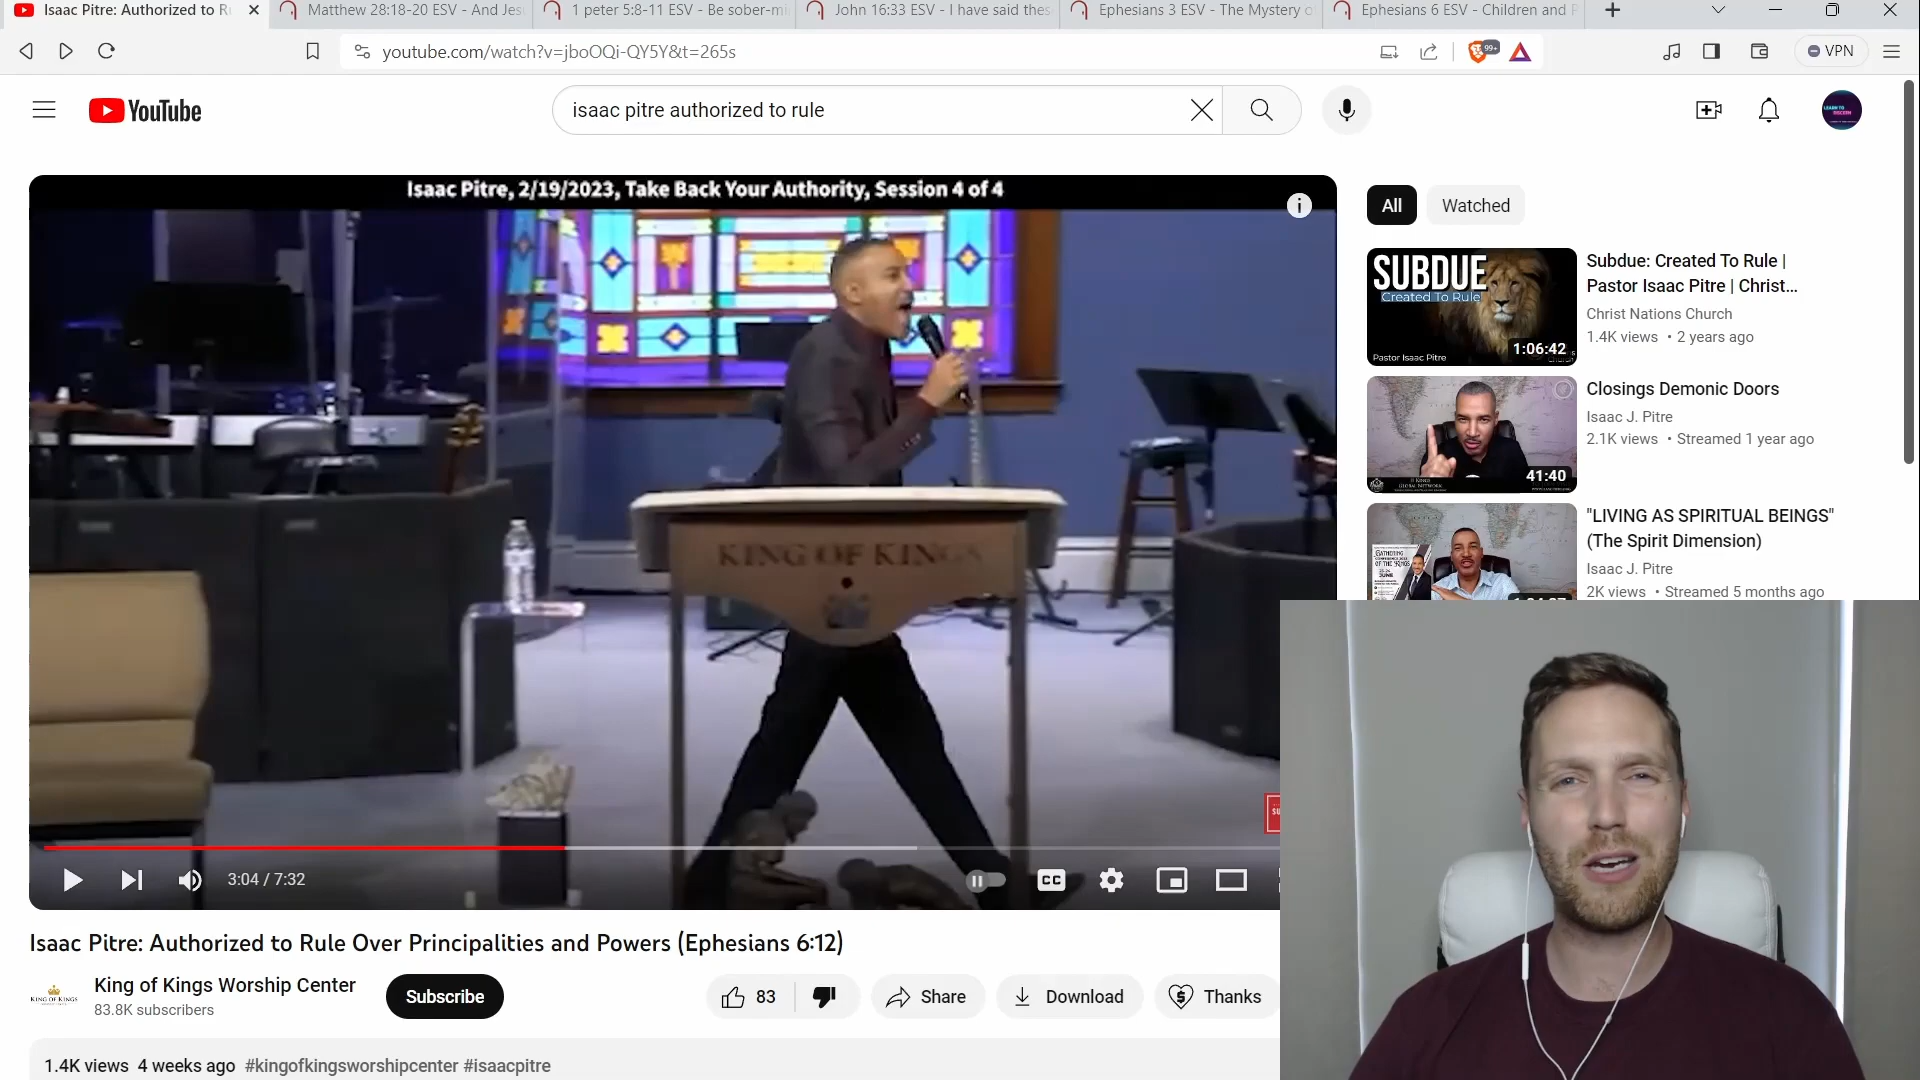 Isaac Pitre: Authorized to R
Matthew 28:18-20 ESV - And Jes
1 peter 5:8-11 ESV - Be sober-mi
John 16:33 ESV - I have said thes
Ephesians 3 ESV - The Mystery o
Ephesians 6 ESV - Children and P
youtube.com/watch?v=jboOQi-QY5Y&t=265s
99+
VPN
YouTube
isaac pitre authorized to rule
Isaac Pitre, 2/19/2023, Take Back Your Authority, Session 4 of 4
KING OF KINGS
3:04 / 7:32
CC
All
Watched
SUBDUE
Created To Rule
Pastor Isaac Pitre
1:06:42
Subdue: Created To Rule |
Pastor Isaac Pitre | Christ...
Christ Nations Church
1.4K views • 2 years ago
41:40
Closings Demonic Doors
Isaac J. Pitre
2.1K views • Streamed 1 year ago
"LIVING AS SPIRITUAL BEINGS"
(The Spirit Dimension)
Isaac J. Pitre
2K views • Streamed 5 months ago
Isaac Pitre: Authorized to Rule Over Principalities and Powers (Ephesians 6:12)
KING OF KINGS
King of Kings Worship Center
83.8K subscribers
Subscribe
83
Share
Download
Thanks
1.4K views 4 weeks ago #kingofkingsworshipcenter #isaacpitre